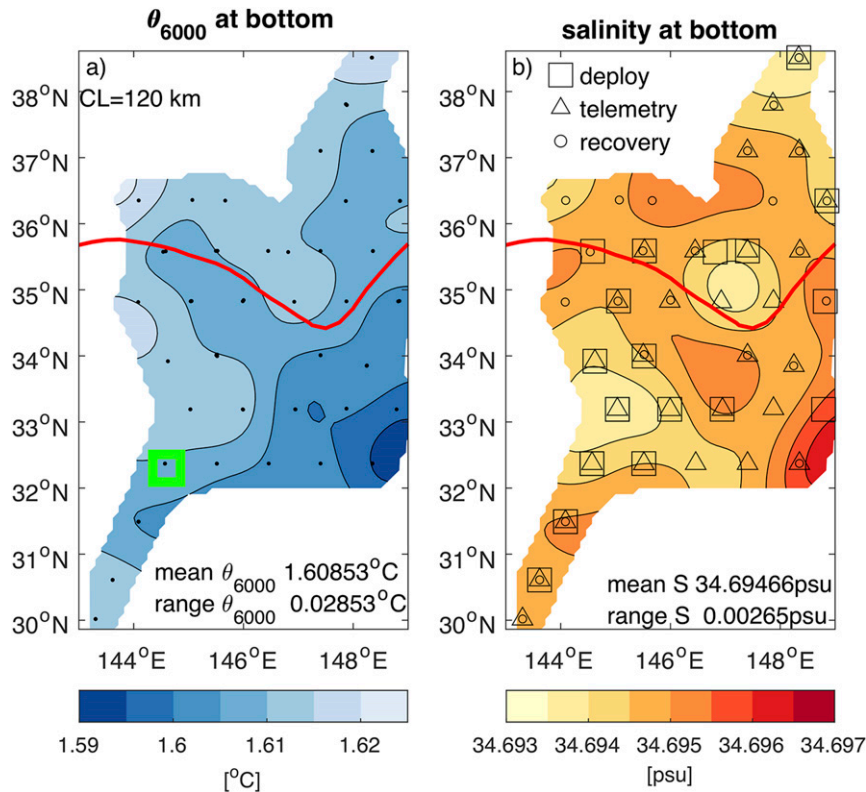 θ6000 at bottom
a)
CL=120 km
38°N
37°N
36°N
35°N
34°N
33°N
32°N
31°N
30°N
mean θ6000 1.60853°C
range θ6000 0.02853°C
144°E
146°E
148°E
1.59
1.6
1.61
1.62
[°C]
salinity at bottom
b)
deploy
telemetry
recovery
38°N
37°N
36°N
35°N
34°N
33°N
32°N
31°N
30°N
mean S 34.69466psu
range S 0.00265psu
144°E
146°E
148°E
34.693
34.694
34.695
34.696
34.697
[psu]